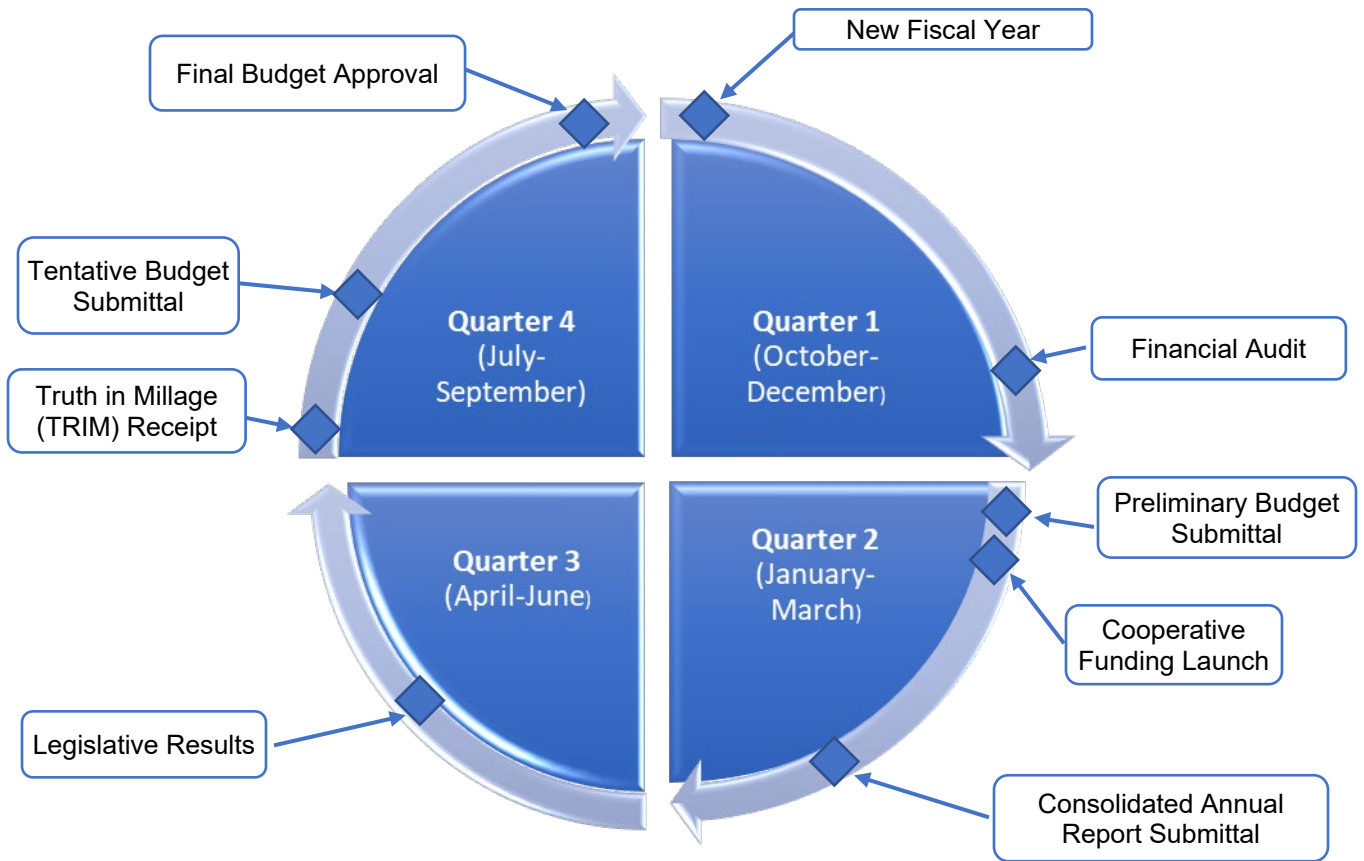 New Fiscal Year
Final Budget Approval
Tentative Budget
Submittal
Quarter 4
(July-
September)
Quarter 1
(October-
December)
Financial Audit
Truth in Millage
(TRIM) Receipt
Preliminary Budget
Submittal
Quarter 3
(April-June)
Quarter 2
(January-
March)
Cooperative
Funding Launch
Legislative Results
Consolidated Annual
Report Submittal